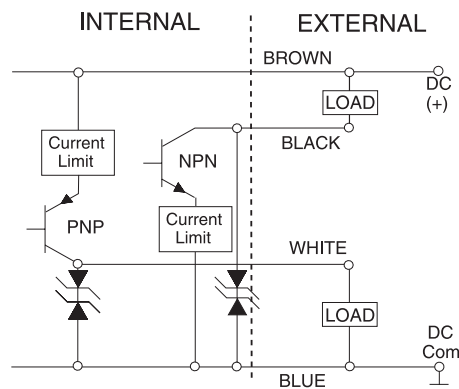 INTERNAL
EXTERNAL
BROWN
DC
(+)
LOAD
BLACK
Current
Limit
NPN
PNP
Current
Limit
WHITE
LOAD
DC
Com
BLUE